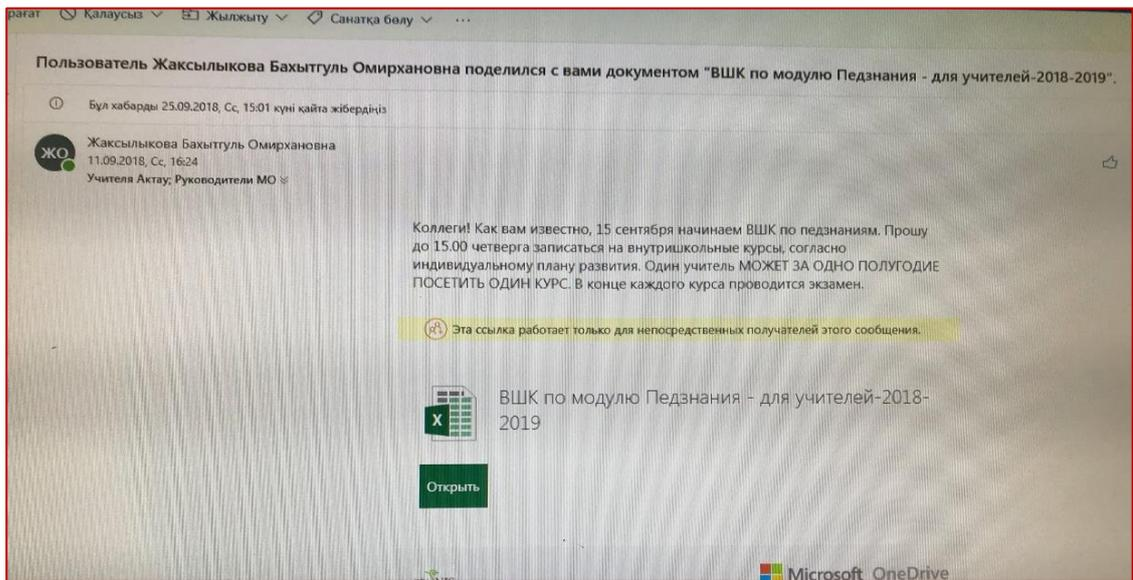 Қалаусыз Жылжыту Санатқа бөлу ...
Пользователь Жаксылыкова Бахытгуль Омирхановна поделился с вами документом "ВШК по модулю Педзнания - для учителей-2018-2019".
Бұл хабарды 25.09.2018, Сс, 15:01 күні қайта жібердіңіз
ЖО
Жаксылыкова Бахытгуль Омирхановна
11.09.2018, Сс, 16:24
Учителя Актау; Руководители МО
Коллеги! Как вам известно, 15 сентября начинаем ВШК по педзнаниям. Прошу
до 15.00 четверга записаться на внутришкольные курсы, согласно
индивидуальному плану развития. Один учитель МОЖЕТ ЗА ОДНО ПОЛУГОДИЕ
ПОСЕТИТЬ ОДИН КУРС. В конце каждого курса проводится экзамен.
Эта ссылка работает только для непосредственных получателей этого сообщения.
X
ВШК по модулю Педзнания - для учителей-2018-
2019
Открыть
Microsoft OneDrive